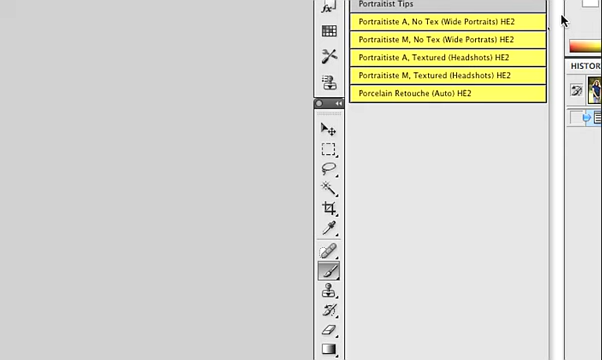 Portraitist Tips
Portraitiste A, No Tex (Wide Portraits) HE2
Portraitiste M, No Tex (Wide Portrats) HE2
Portraitiste A, Textured (Headshots) HE2
Portraitiste M, Textured (Headshots) HE2
Porcelain Retouche (Auto) HE2
HISTOR